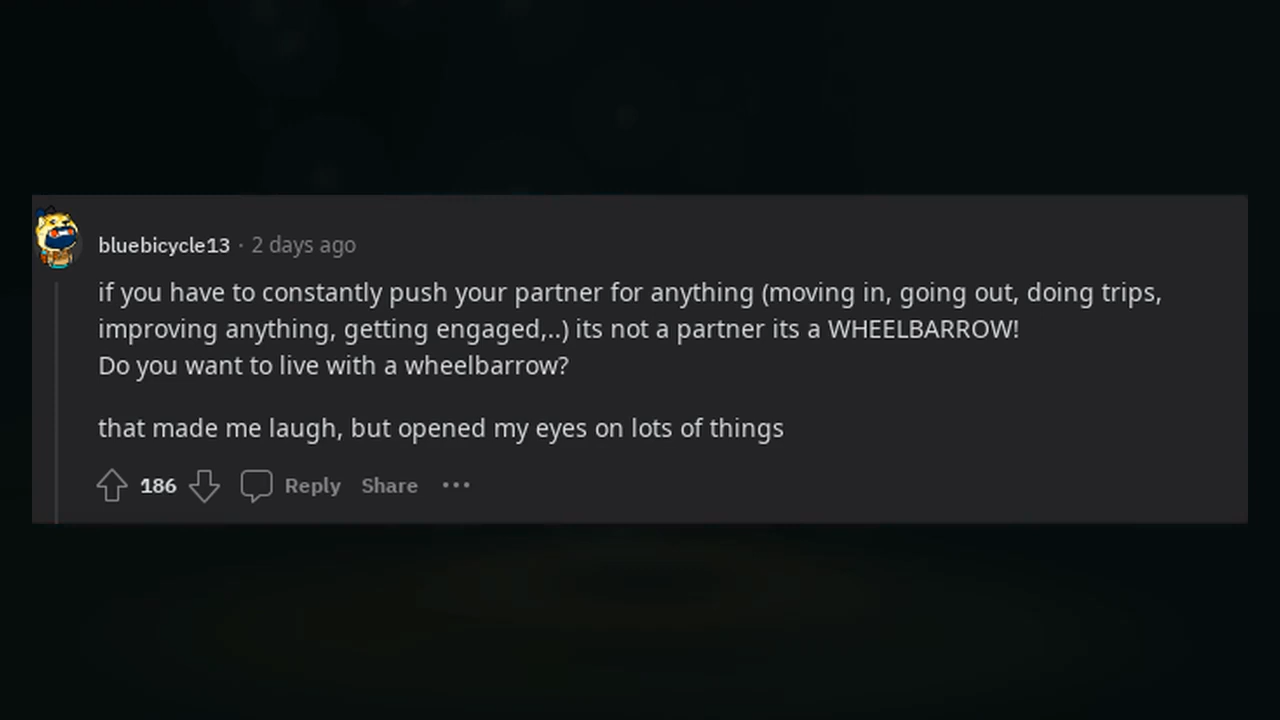 bluebicycle13 · 2 days ago
if you have to constantly push your partner for anything (moving in, going out, doing trips,
improving anything, getting engaged,..) its not a partner its a WHEELBARROW!
Do you want to live with a wheelbarrow?
that made me laugh, but opened my eyes on lots of things
186 Reply Share ···